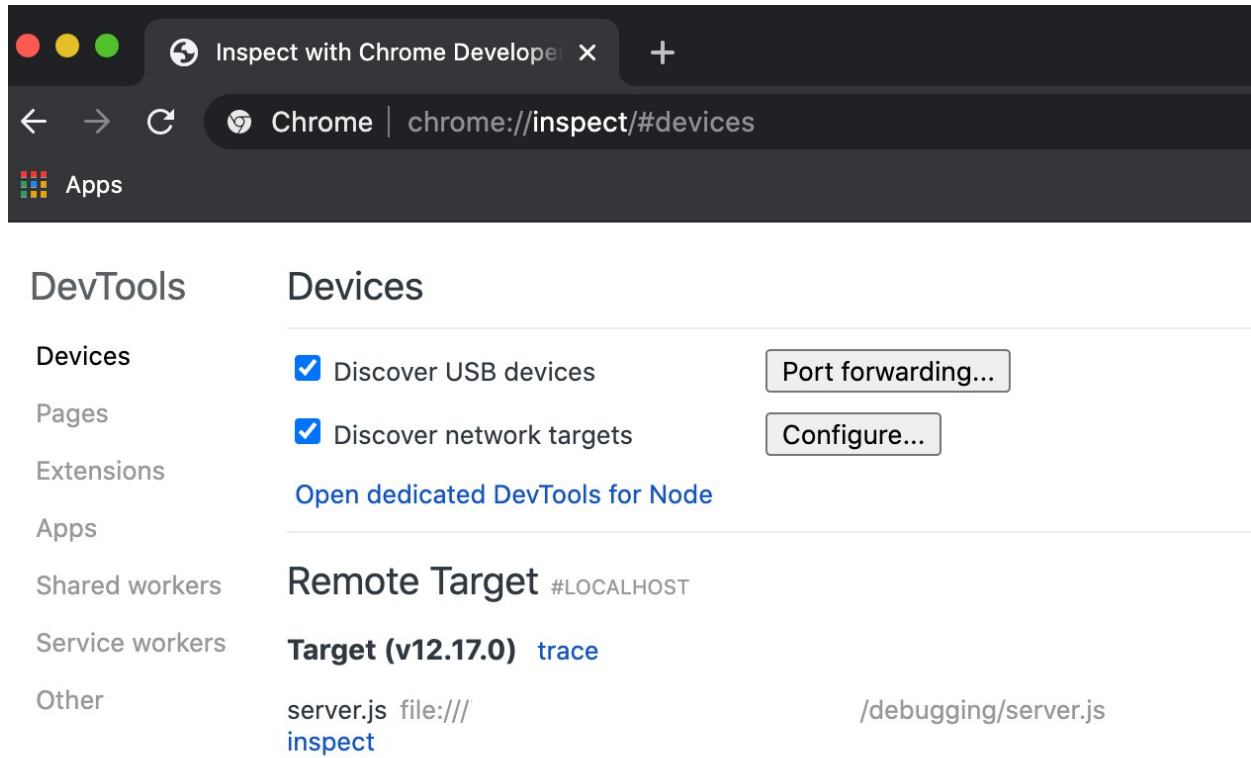 Inspect with Chrome Develope
Chrome | chrome://inspect/#devices
Apps
DevTools
Devices
Pages
Extensions
Apps
Shared workers
Service workers
Other
Devices
Discover USB devices Port forwarding...
Discover network targets Configure...
Open dedicated DevTools for Node
Remote Target #LOCALHOST
Target (v12.17.0) trace
server.js file:/// /debugging/server.js
inspect